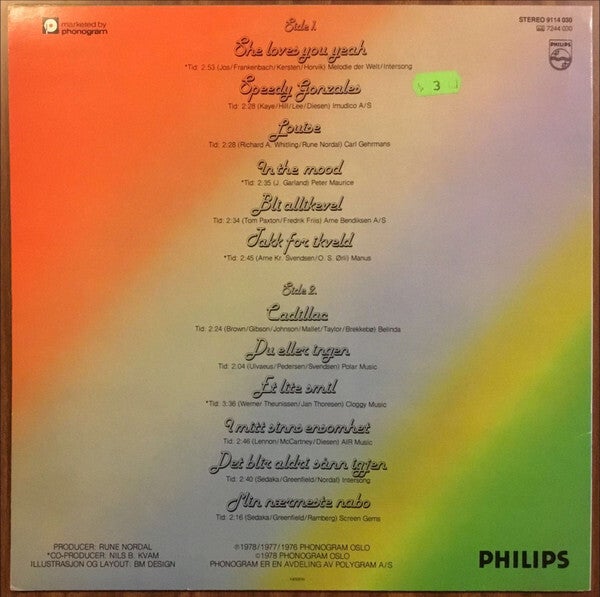 marketed by
phonogram
Side 1.
STEREO 9114 030
7244 030
PHILIPS
She loves you yeah
*Tid: 2.53 (Jos/Frankenbach/Kersten/Horvik) Melodie der Welt/Intersong
Speedy Gonzales
Tid: 2:28 (Kaye/Hill/Lee/Diesen) Imudico A/S
3
Louise
Tid: 2:28 (Richard A. Whitling/Rune Nordal) Carl Gehrmans
In the mood
*Tid: 2:35 (J. Garland) Peter Maurice
Bli allikevel
Tid: 2:34 (Tom Paxton/Fredrik Friis) Arne Bendiksen A/S
Takk for ikveld
*Tid: 2:45 (Arne Kr. Svendsen/O. S. Ørli) Manus
Side 2.
Cadillac
Tid: 2:24 (Brown/Gibson/Johnson/Mallet/Taylor/Brekkebø) Belinda
Du eller ingen
Tid: 2:04 (Ulvaeus/Pedersen/Svendsen) Polar Music
Et lite smil
*Tid: 3:36 (Werner Theunissen/Jan Thoresen) Cloggy Music
I mitt sinns ensomhet
Tid: 2:46 (Lennon/McCartney/Diesen) AIR Music
Det blir aldri sånn igjen
Tid: 2:40 (Sedaka/Greenfield/Nordal) Intersong
Min nærmeste nabo
Tid: 2:16 (Sedaka/Greenfield/Ramberg) Screen Gems
PRODUCER: RUNE NORDAL
*CO-PRODUCER: NILS B. KVAM
ILLUSTRASJON OG LAYOUT: BM DESIGN
℗1978/1977/1976 PHONOGRAM OSLO
©1978 PHONOGRAM OSLO
PHONOGRAM ER EN AVDELING AV POLYGRAM A/S
PHILIPS